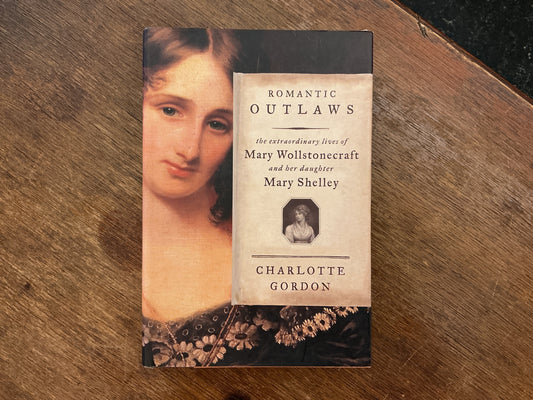 ROMANTIC
OUTLAWS
the extraordinary lives of
Mary Wollstonecraft
and her daughter
Mary Shelley
CHARLOTTE
GORDON